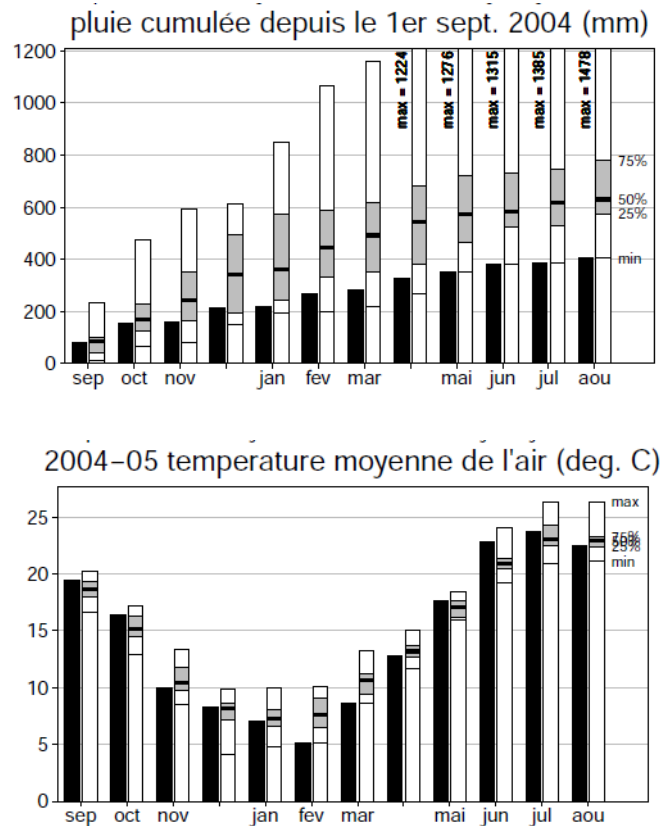 pluie cumulée depuis le 1er sept. 2004 (mm)
1200
1000
800
600
400
200
0
max = 1224
max = 1276
max = 1315
max = 1385
max = 1478
75%
50%
25%
min
sep oct nov jan fev mar mai jun jul aou
2004–05 temperature moyenne de l'air (deg. C)
25
20
15
10
5
0
max
75%
50%
25%
min
sep oct nov jan fev mar mai jun jul aou